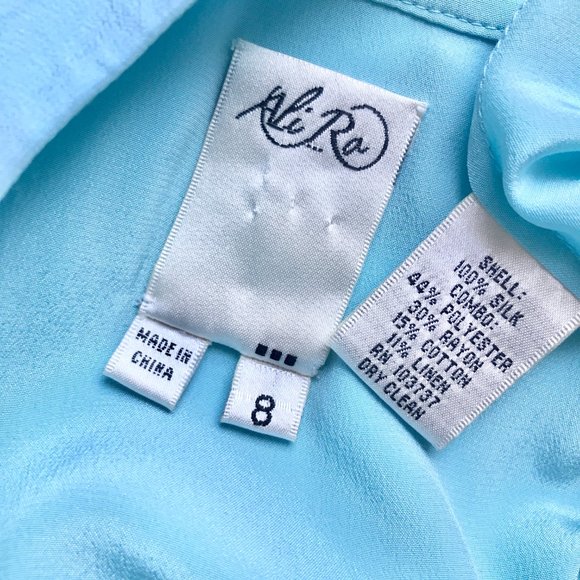 Ali Ro
MADE IN
CHINA
8
SHELL:
100% SILK
COMBO:
44% POLYESTER
30% RAYON
15% COTTON
11% LINEN
RN 103737
DRY CLEAN